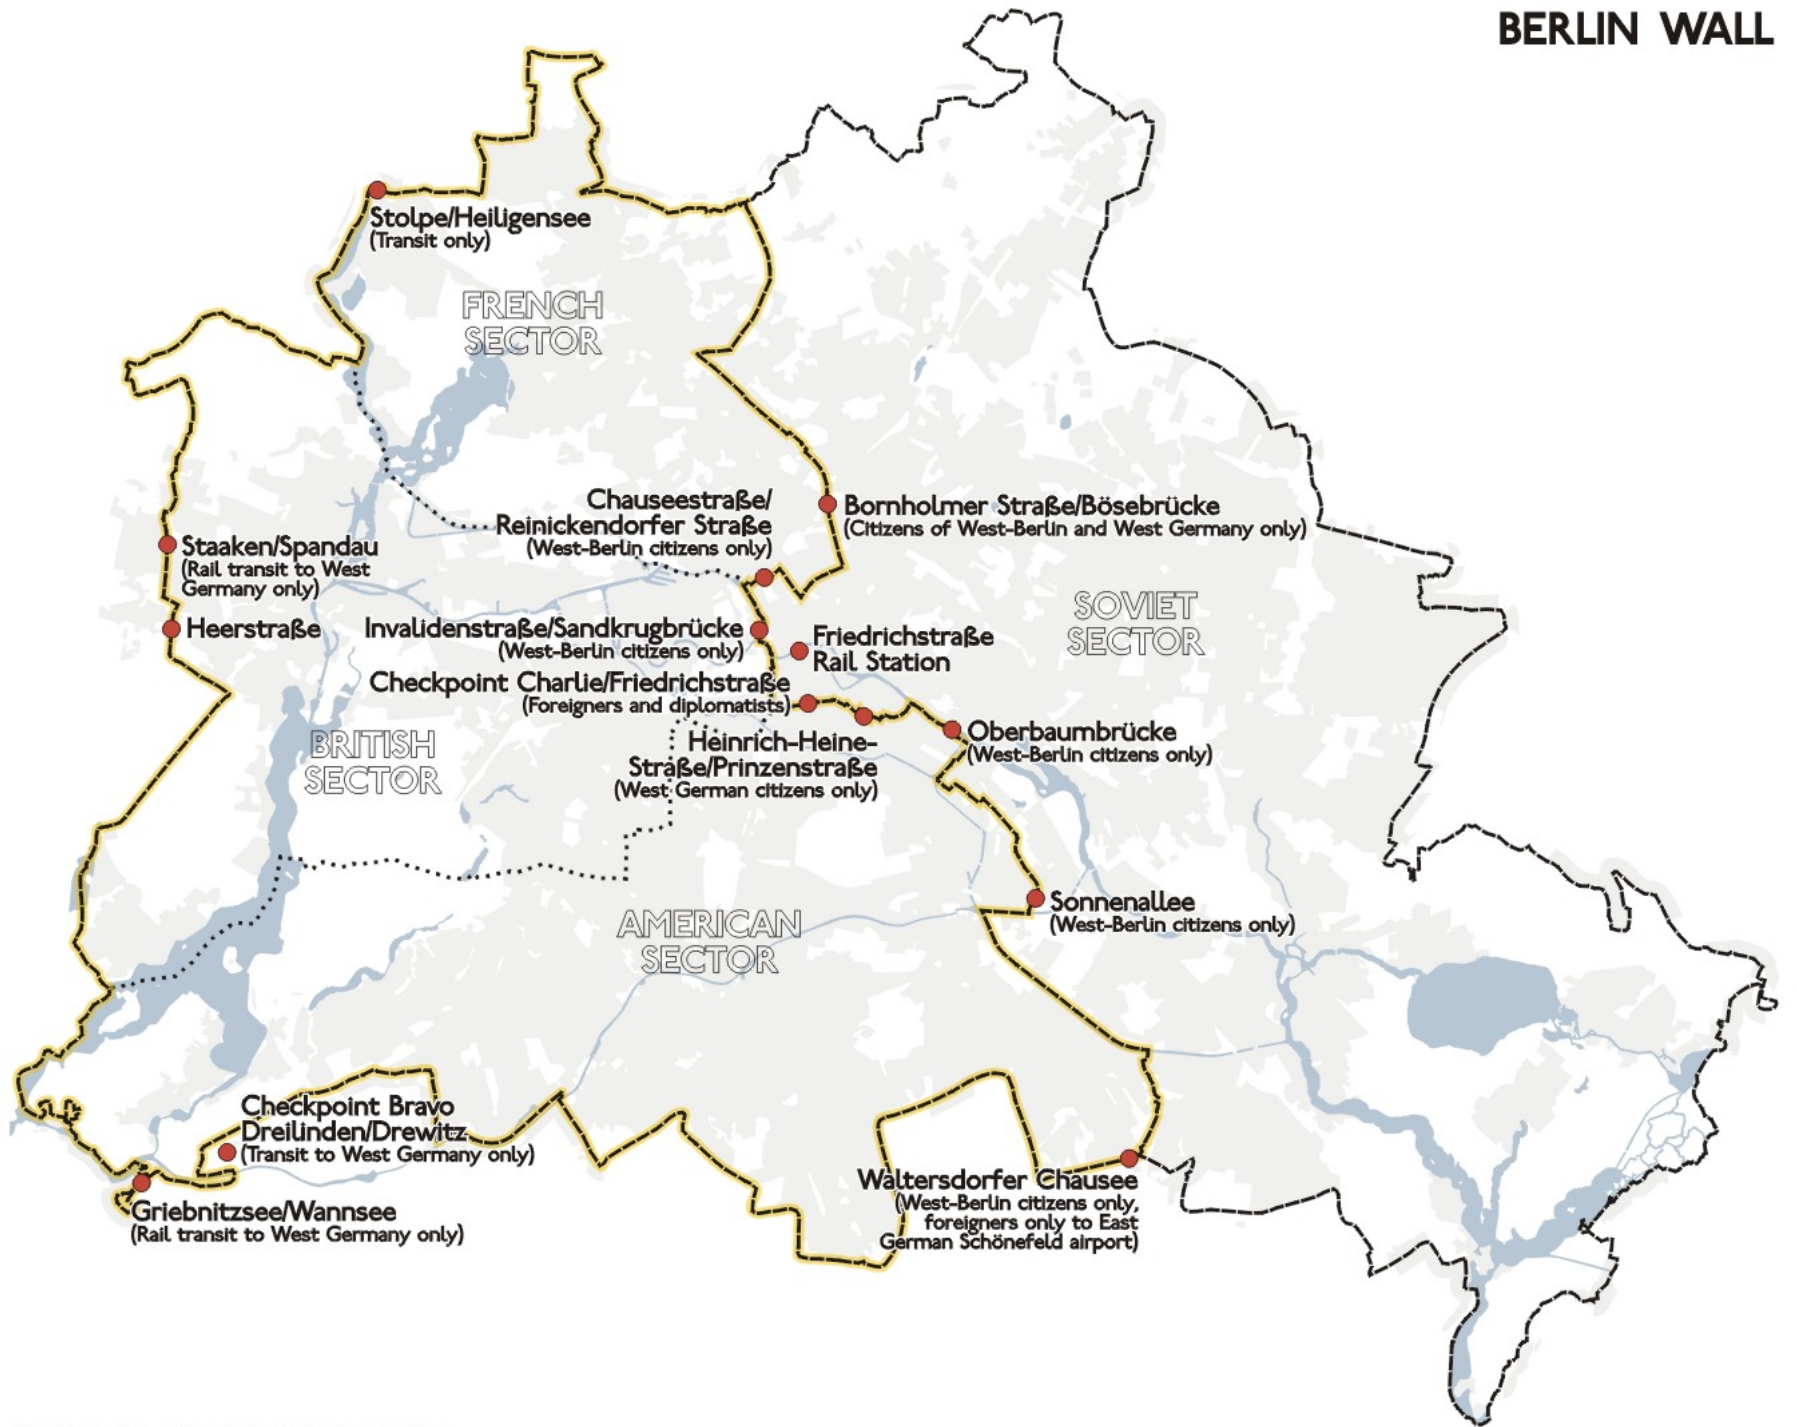 BERLIN WALL
Stolpe/Heiligensee
(Transit only)
FRENCH
SECTOR
Chauseestraße/
Reinickendorfer Straße
(West-Berlin citizens only)
Bornholmer Straße/Bösebrücke
(Citizens of West-Berlin and West Germany only)
Staaken/Spandau
(Rail transit to West
Germany only)
Heerstraße
Invalidenstraße/Sandkrugbrücke
(West-Berlin citizens only)
Friedrichstraße
Rail Station
SOVIET
SECTOR
Checkpoint Charlie/Friedrichstraße
(Foreigners and diplomatists)
Heinrich-Heine-
Straße/Prinzenstraße
(West German citizens only)
Oberbaumbrücke
(West-Berlin citizens only)
BRITISH
SECTOR
Sonnenallee
(West-Berlin citizens only)
AMERICAN
SECTOR
Checkpoint Bravo
Dreilinden/Drewitz
(Transit to West Germany only)
Griebnitzsee/Wannsee
(Rail transit to West Germany only)
Waltersdorfer Chausee
(West-Berlin citizens only,
foreigners only to East
German Schönefeld airport)